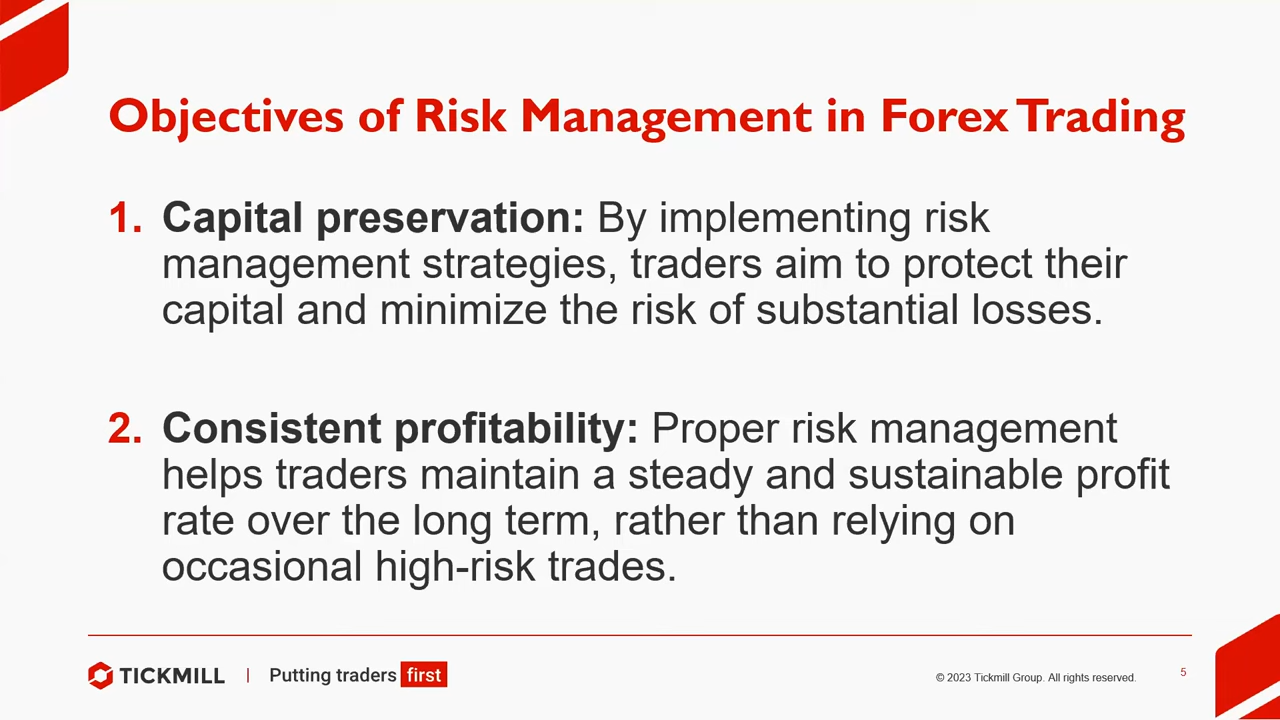 Objectives of Risk Management in Forex Trading
1. Capital preservation: By implementing risk
management strategies, traders aim to protect their
capital and minimize the risk of substantial losses.
2. Consistent profitability: Proper risk management
helps traders maintain a steady and sustainable profit
rate over the long term, rather than relying on
occasional high-risk trades.
TICKMILL | Putting traders first
© 2023 Tickmill Group. All rights reserved. 5